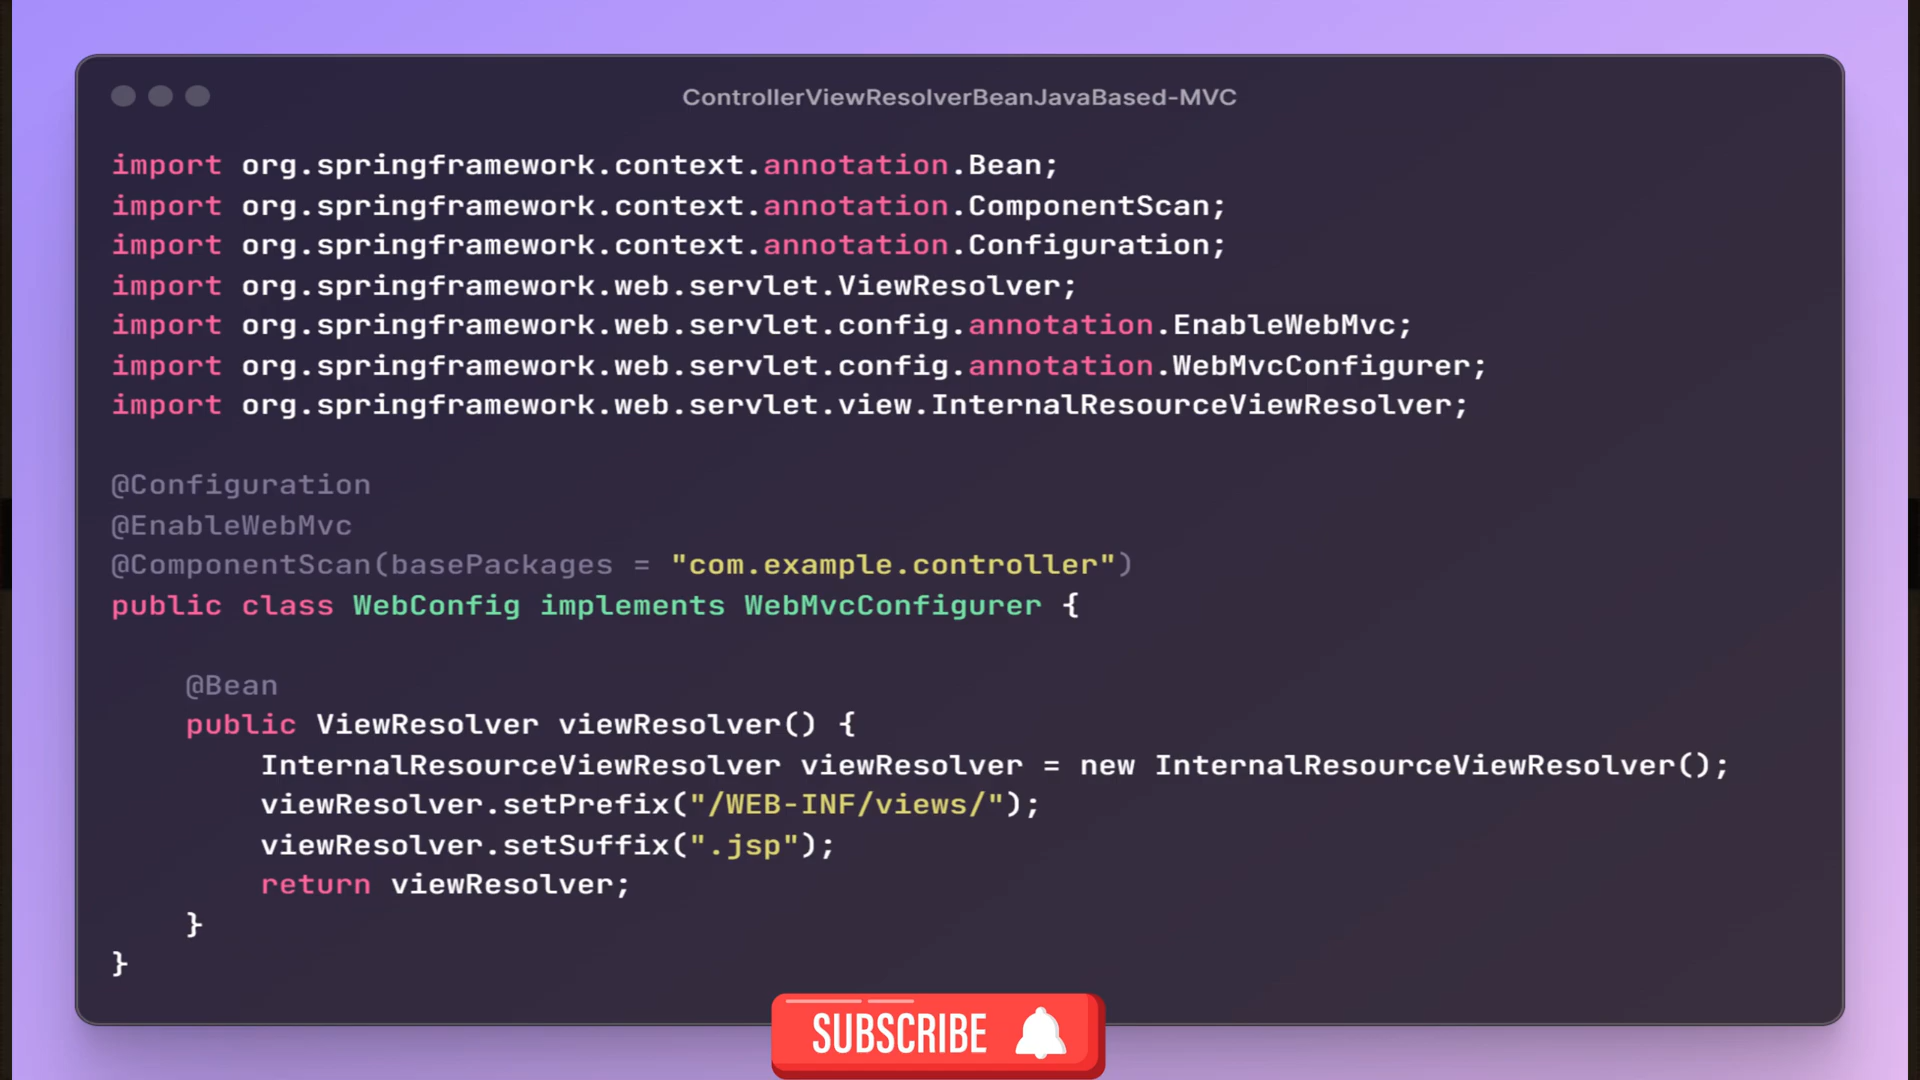 ControllerViewResolverBeanJavaBased-MVC
import org.springframework.context.annotation.Bean;
import org.springframework.context.annotation.ComponentScan;
import org.springframework.context.annotation.Configuration;
import org.springframework.web.servlet.ViewResolver;
import org.springframework.web.servlet.config.annotation.EnableWebMvc;
import org.springframework.web.servlet.config.annotation.WebMvcConfigurer;
import org.springframework.web.servlet.view.InternalResourceViewResolver;
@Configuration
@EnableWebMvc
@ComponentScan(basePackages = "com.example.controller")
public class WebConfig implements WebMvcConfigurer {
    @Bean
    public ViewResolver viewResolver() {
        InternalResourceViewResolver viewResolver = new InternalResourceViewResolver();
        viewResolver.setPrefix("/WEB-INF/views/");
        viewResolver.setSuffix(".jsp");
        return viewResolver;
    }
}
SUBSCRIBE